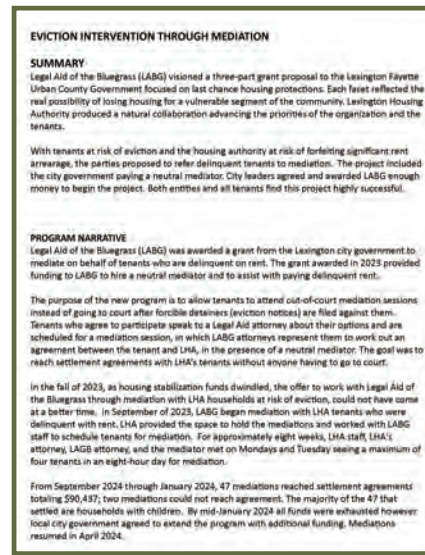 EVICTION INTERVENTION THROUGH MEDIATION
SUMMARY
Legal Aid of the Bluegrass (LABG) visioned a three-part grant proposal to the Lexington Fayette
Urban County Government focused on last chance housing protections. Each facet reflected the
real possibility of losing housing for a vulnerable segment of the community. Lexington Housing
Authority produced a natural collaboration advancing the priorities of the organization and the
tenants.
With tenants at risk of eviction and the housing authority at risk of forfeiting significant rent
arrearage, the parties proposed to refer delinquent tenants to mediation. The project included
the city government paying a neutral mediator. City leaders agreed and awarded LABG enough
money to begin the project. Both entities and all tenants find this project highly successful.
PROGRAM NARRATIVE
Legal Aid of the Bluegrass (LABG) was awarded a grant from the Lexington city government to
mediate on behalf of tenants who are delinquent on rent. The grant awarded in 2023 provided
funding to LABG to hire a neutral mediator and to assist with paying delinquent rent.
The purpose of the new program is to allow tenants to attend out-of-court mediation sessions
instead of going to court after forcible detainers (eviction notices) are filed against them.
Tenants who agree to participate speak to a Legal Aid attorney about their options and are
scheduled for a mediation session, in which LABG attorneys represent them to work out an
agreement between the tenant and LHA, in the presence of a neutral mediator. The goal was to
reach settlement agreements with LHA's tenants without anyone having to go to court.
In the fall of 2023, as housing stabilization funds dwindled, the offer to work with Legal Aid of
the Bluegrass through mediation with LHA households at risk of eviction, could not have come
at a better time. In September of 2023, LABG began mediation with LHA tenants who were
delinquent with rent. LHA provided the space to hold the mediations and worked with LABG
staff to schedule tenants for mediation. For approximately eight weeks, LHA staff, LHA's
attorney, LAGB attorney, and the mediator met on Mondays and Tuesday seeing a maximum of
four tenants in an eight-hour day for mediation.
From September 2024 through January 2024, 47 mediations reached settlement agreements
totaling $90,437; two mediations could not reach agreement. The majority of the 47 that
settled are households with children. By mid-January 2024 all funds were exhausted however
local city government agreed to extend the program with additional funding. Mediations
resumed in April 2024.